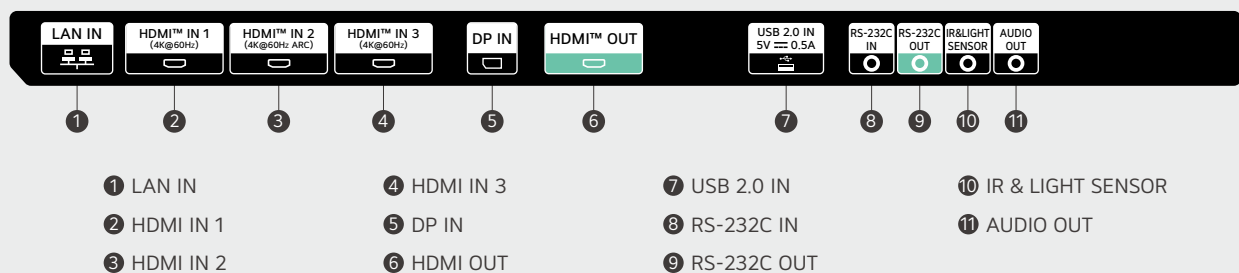 LAN IN
HDMI™ IN 1
(4K@60Hz)
HDMI™ IN 2
(4K@60Hz ARC)
HDMI™ IN 3
(4K@60Hz)
DP IN
HDMI™ OUT
USB 2.0 IN
5V ⎓ 0.5A
RS-232C
IN
RS-232C
OUT
IR&LIGHT
SENSOR
AUDIO
OUT
1 2 3 4 5 6 7 8 9 10 11
1 LAN IN
2 HDMI IN 1
3 HDMI IN 2
4 HDMI IN 3
5 DP IN
6 HDMI OUT
7 USB 2.0 IN
8 RS-232C IN
9 RS-232C OUT
10 IR & LIGHT SENSOR
11 AUDIO OUT